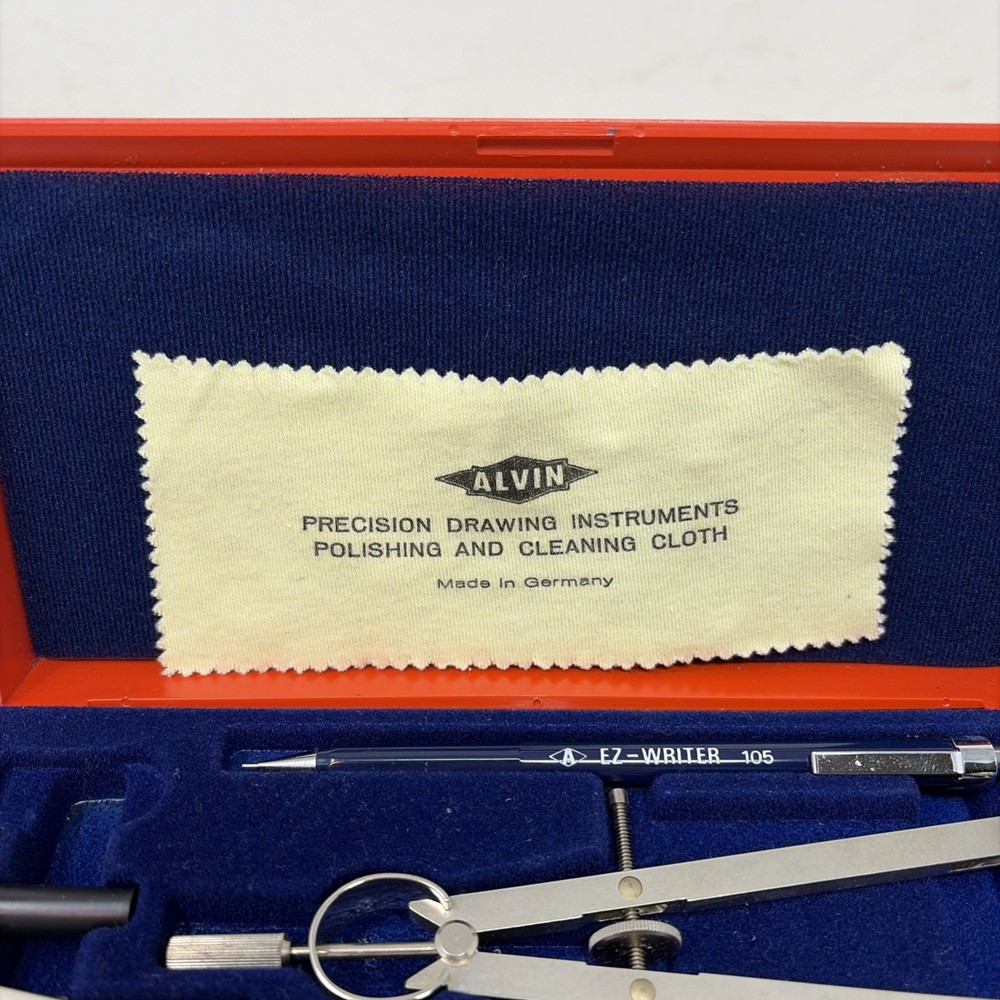 ALVIN
PRECISION DRAWING INSTRUMENTS
POLISHING AND CLEANING CLOTH
Made in Germany
A EZ-WRITER 105